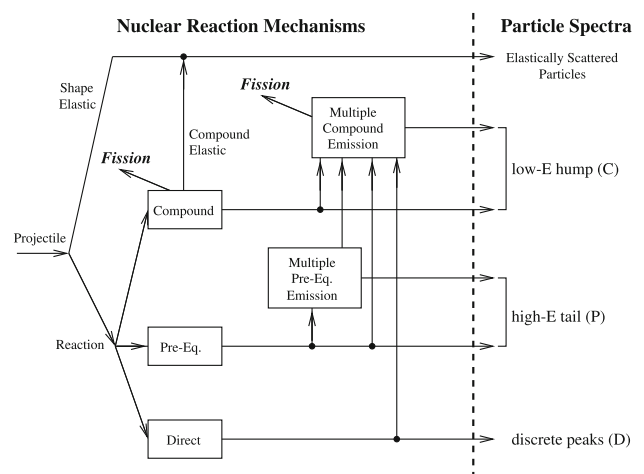 Nuclear Reaction Mechanisms
Particle Spectra
Elastically Scattered
Particles
Shape
Elastic
Fission
Multiple
Compound
Emission
Compound
Elastic
Fission
low-E hump (C)
Compound
Projectile
Multiple
Pre-Eq.
Emission
high-E tail (P)
Reaction
Pre-Eq.
Direct
discrete peaks (D)